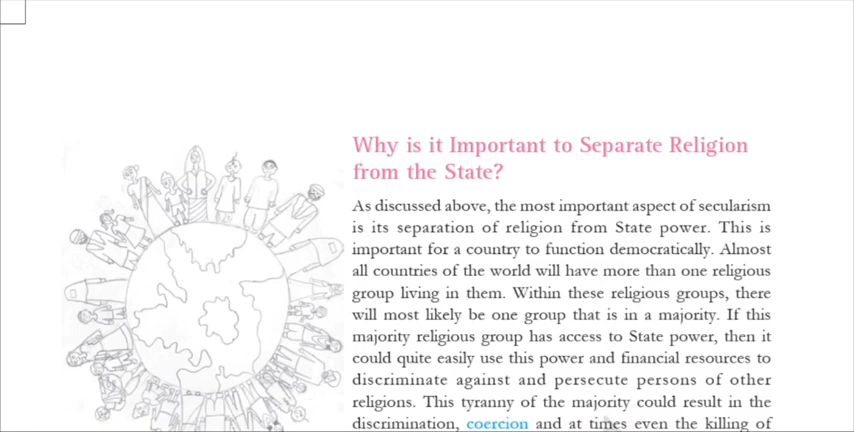 Why is it Important to Separate Religion
from the State?
As discussed above, the most important aspect of secularism
is its separation of religion from State power. This is
important for a country to function democratically. Almost
all countries of the world will have more than one religious
group living in them. Within these religious groups, there
will most likely be one group that is in a majority. If this
majority religious group has access to State power, then it
could quite easily use this power and financial resources to
discriminate against and persecute persons of other
religions. This tyranny of the majority could result in the
discrimination, coercion and at times even the killing of